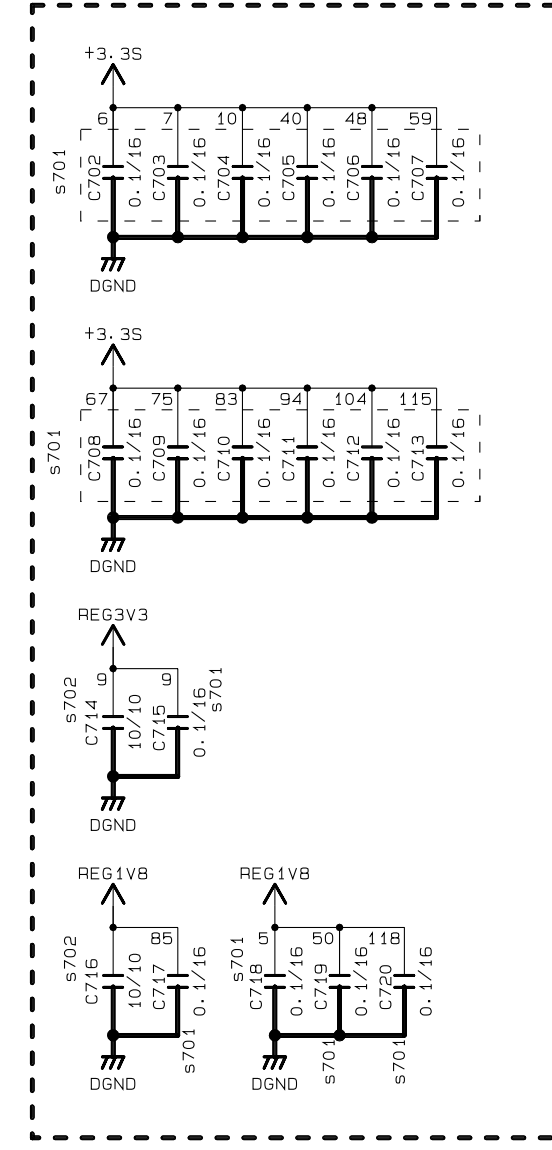 +3.3S
6 7 10 40 48 59
s701
C702 0.1/16 C703 0.1/16 C704 0.1/16 C705 0.1/16 C706 0.1/16 C707 0.1/16
DGND
+3.3S
67 75 83 94 104 115
s701
C708 0.1/16 C709 0.1/16 C710 0.1/16 C711 0.1/16 C712 0.1/16 C713 0.1/16
DGND
REG3V3
9 9
s702 C714 10/10 C715 0.1/16 s701
DGND
REG1V8 REG1V8
85 5 50 118
s702 C716 10/10 C717 0.1/16 s701 C718 0.1/16 C719 0.1/16 C720 0.1/16
s701 s701 s701
DGND DGND